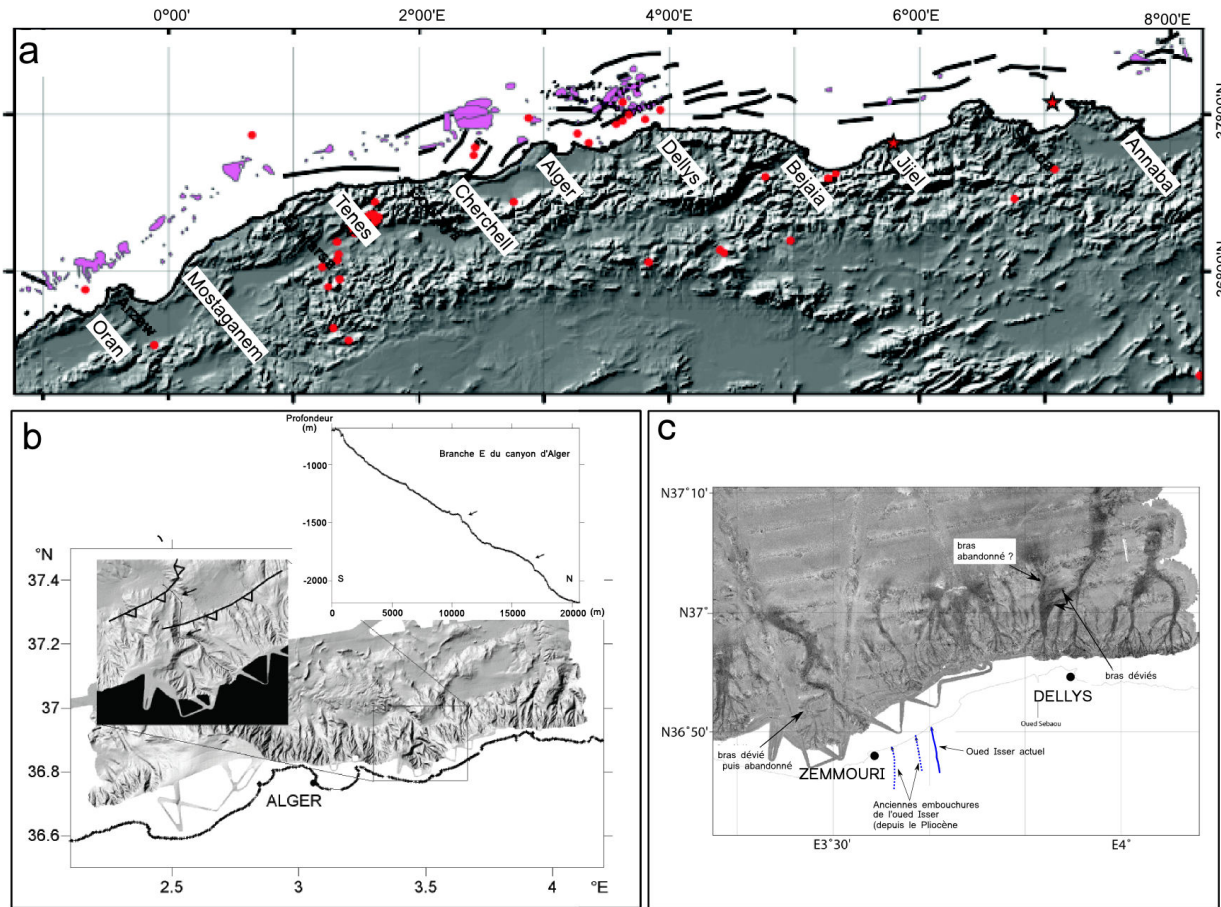 0°00'
2°00'E
4°00'E
6°00'E
8°00'E
a
Oran
Mostaganem
Tenes
Cherchell
Alger
Dellys
Bejaia
Jijel
Annaba
b
Profondeur
(m)
Branche E du canyon d'Alger
-1000
-1500
-2000
S
N
0
5000
10000
15000
20000
(m)
°N
37.4
37.2
37
36.8
36.6
ALGER
2.5
3
3.5
4
°E
c
N37°10'
N37°
N36°50'
bras
abandonné ?
bras déviés
DELLYS
Oued Sebaou
bras dévié
puis abandonné
ZEMMOURI
Oued Isser actuel
Anciennes embouchures
de l'oued Isser
(depuis le Pliocène
E3°30'
E4°